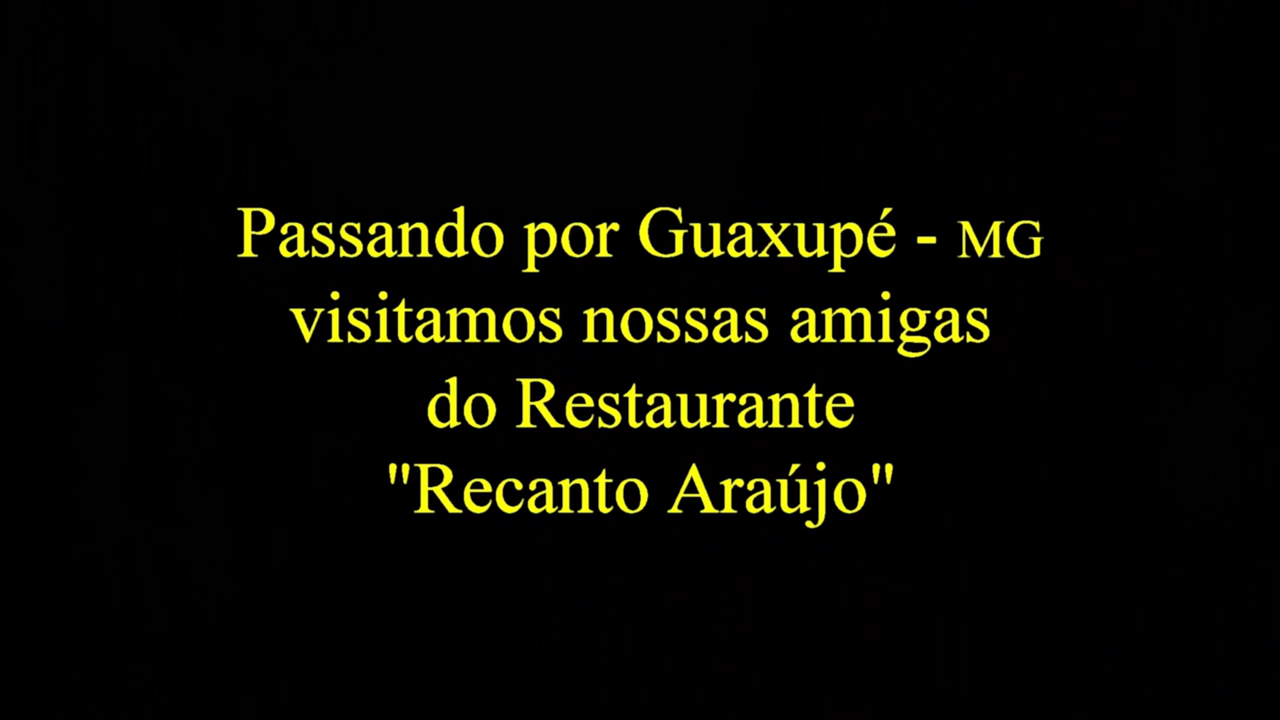 Passando por Guaxupé - MG
visitamos nossas amigas
do Restaurante
"Recanto Araújo"